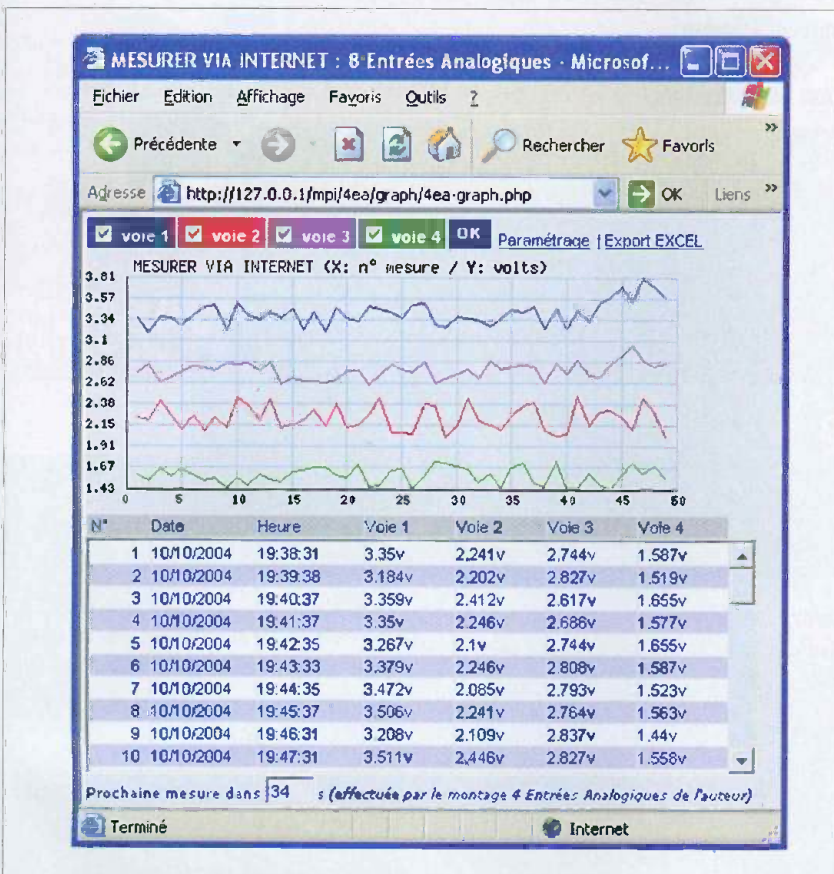 MESURER VIA INTERNET : 8 Entrées Analogiques - Microsof...
Fichier Edition Affichage Favoris Outils ?
Précédente Rechercher Favoris »
Adresse http://127.0.0.1/mpi/4ea/graph/4ea-graph.php OK Liens »
voie 1 voie 2 voie 3 voie 4 OK Paramétrage | Export EXCEL
MESURER VIA INTERNET (X: n° mesure / Y: volts)
3.81
3.57
3.34
3.1
2.86
2.62
2.38
2.15
1.91
1.67
1.43
0 5 10 15 20 25 30 35 40 45 50
N° Date Heure Voie 1 Voie 2 Voie 3 Voie 4
1 10/10/2004 19:38:31 3.35v 2.241v 2.744v 1.587v
2 10/10/2004 19:39:38 3.184v 2.202v 2.827v 1.519v
3 10/10/2004 19:40:37 3.359v 2.412v 2.617v 1.655v
4 10/10/2004 19:41:37 3.35v 2.246v 2.686v 1.577v
5 10/10/2004 19:42:35 3.267v 2.1v 2.744v 1.655v
6 10/10/2004 19:43:33 3.379v 2.246v 2.808v 1.587v
7 10/10/2004 19:44:35 3.472v 2.085v 2.793v 1.523v
8 10/10/2004 19:45:37 3.506v 2.241v 2.764v 1.563v
9 10/10/2004 19:46:31 3.208v 2.109v 2.837v 1.44v
10 10/10/2004 19:47:31 3.511v 2.446v 2.827v 1.558v
Prochaine mesure dans 34 s (effectuée par le montage 4 Entrées Analogiques de l'auteur)
Terminé Internet